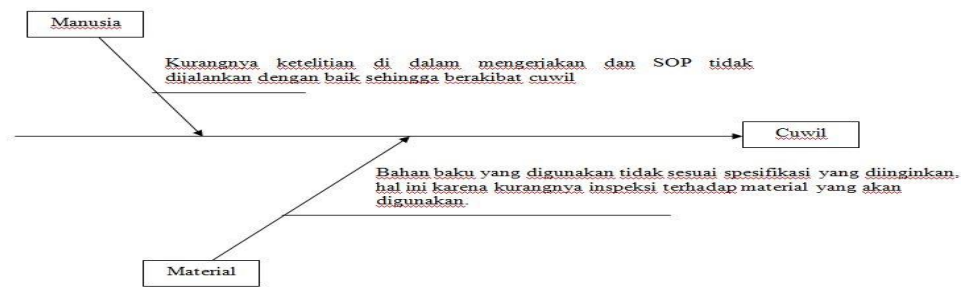 Manusia
Kurangnya ketelitian di dalam mengerjakan dan SOP tidak
dijalankan dengan baik sehingga berakibat cuwil
Cuwil
Bahan baku yang digunakan tidak sesuai spesifikasi yang diinginkan,
hal ini karena kurangnya inspeksi terhadap material yang akan
digunakan.
Material